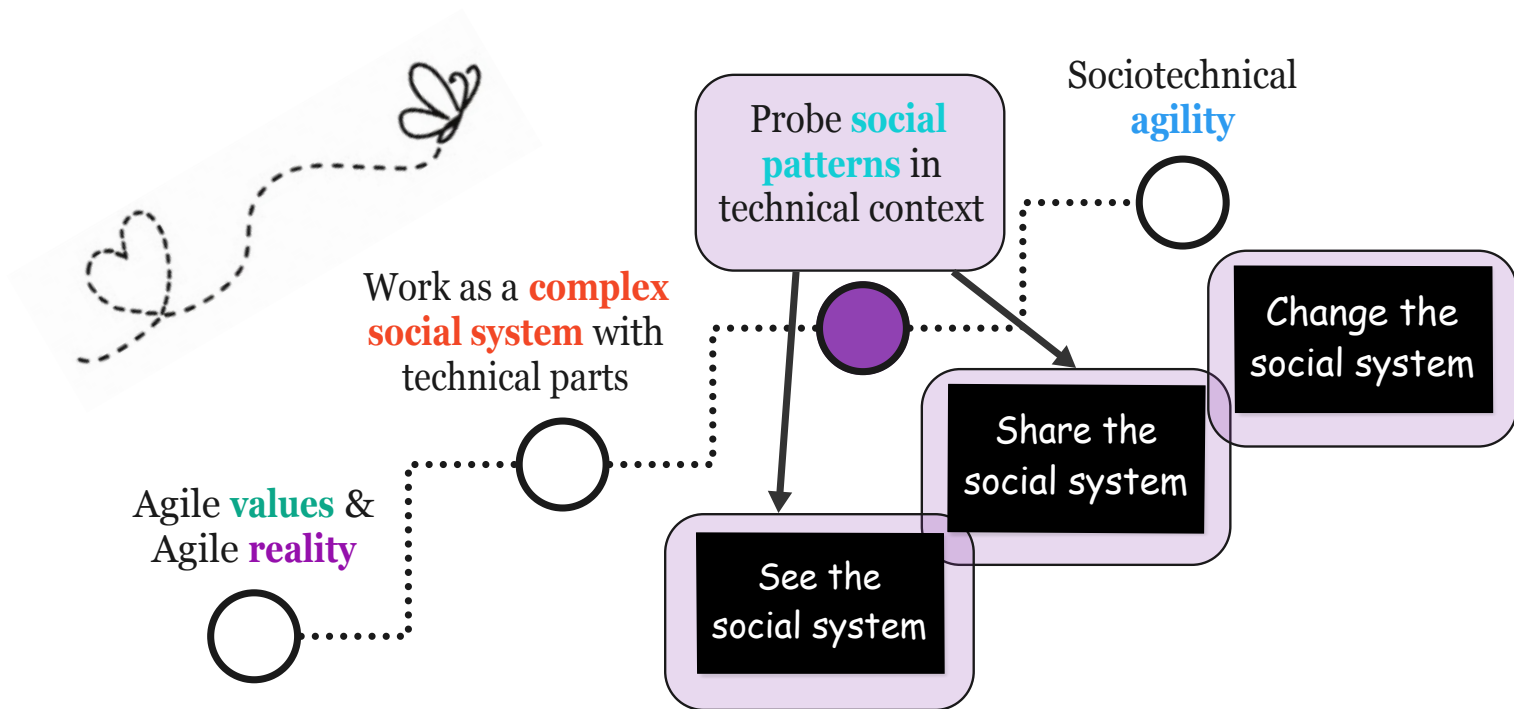 Sociotechnical
agility
Probe social
patterns in
technical context
Work as a complex
social system with
technical parts
Agile values &
Agile reality
Change the
social system
Share the
social system
See the
social system